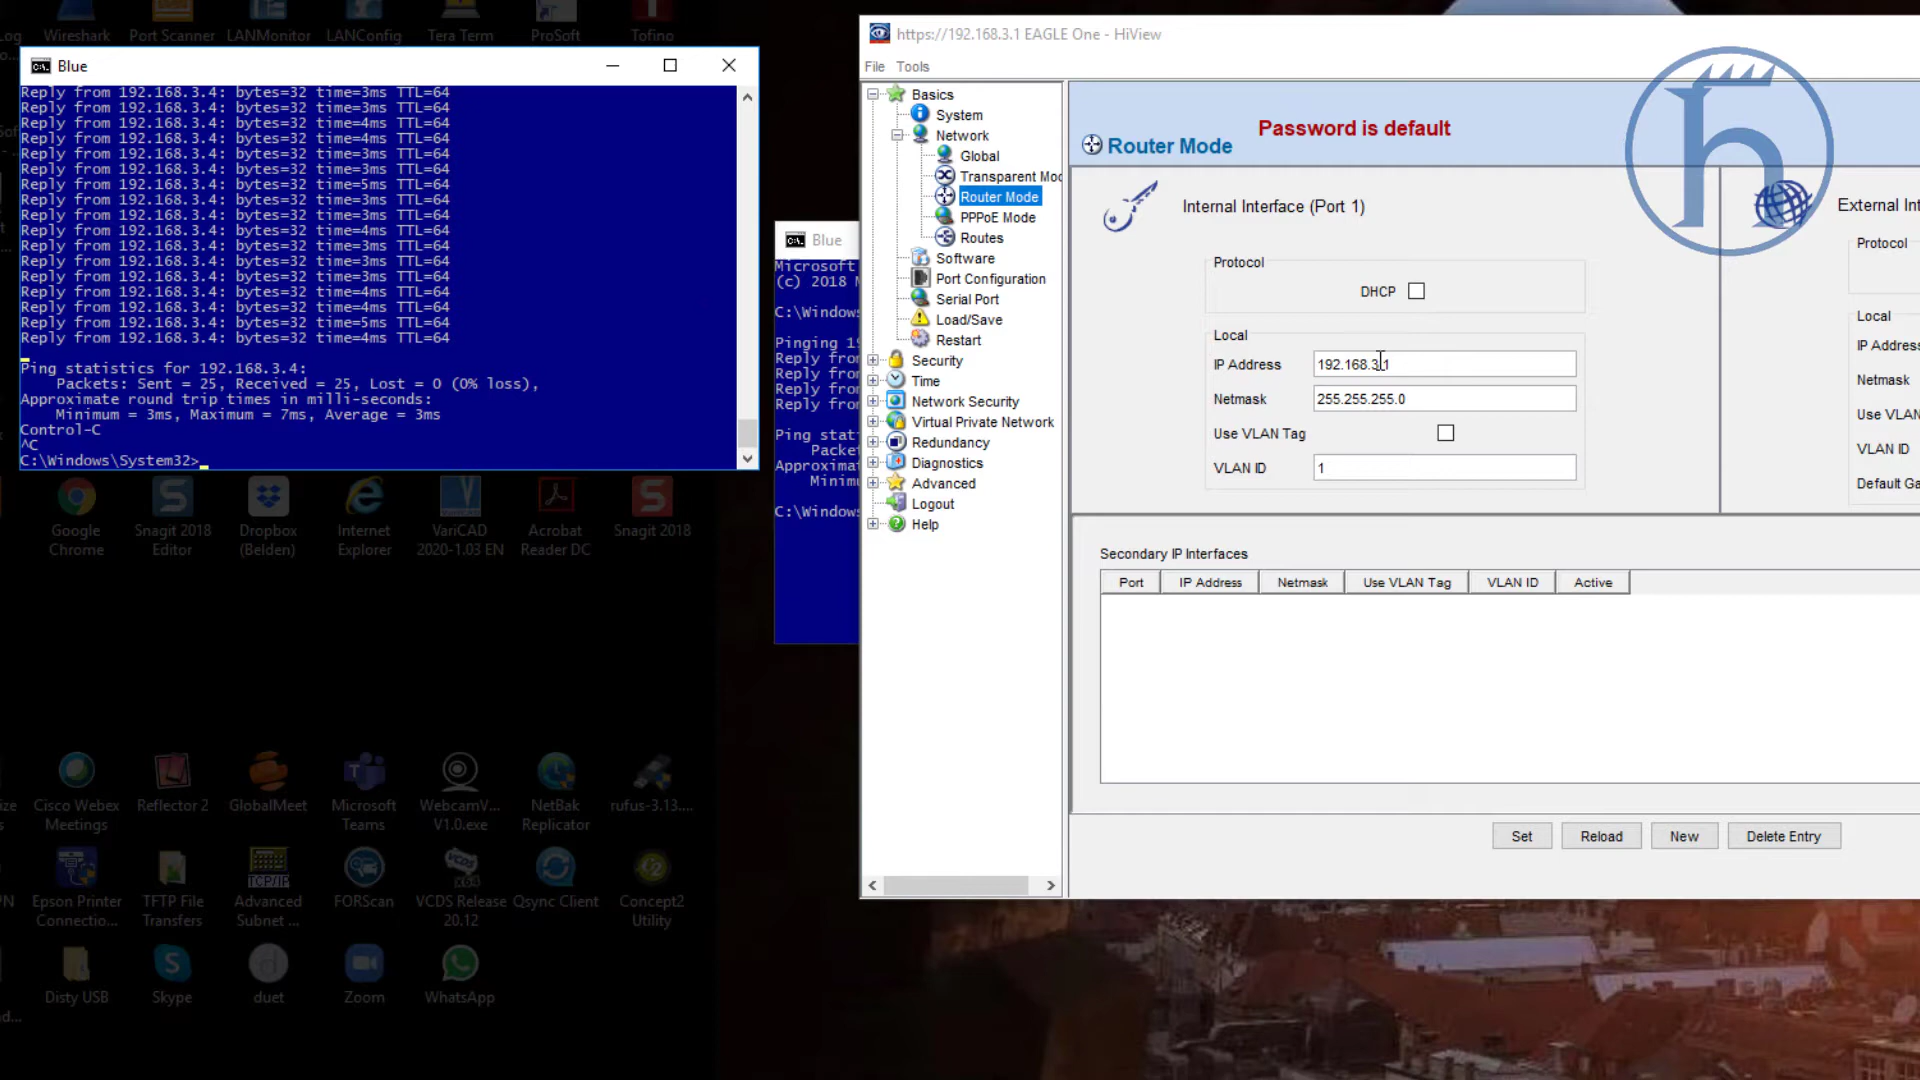 Log
Wireshark
Port Scanner
LANMonitor
LANConfig
Tera Term
ProSoft
Tofino
Blue
Reply from 192.168.3.4: bytes=32 time=3ms TTL=64
Reply from 192.168.3.4: bytes=32 time=3ms TTL=64
Reply from 192.168.3.4: bytes=32 time=4ms TTL=64
Reply from 192.168.3.4: bytes=32 time=4ms TTL=64
Reply from 192.168.3.4: bytes=32 time=3ms TTL=64
Reply from 192.168.3.4: bytes=32 time=3ms TTL=64
Reply from 192.168.3.4: bytes=32 time=5ms TTL=64
Reply from 192.168.3.4: bytes=32 time=3ms TTL=64
Reply from 192.168.3.4: bytes=32 time=3ms TTL=64
Reply from 192.168.3.4: bytes=32 time=4ms TTL=64
Reply from 192.168.3.4: bytes=32 time=3ms TTL=64
Reply from 192.168.3.4: bytes=32 time=3ms TTL=64
Reply from 192.168.3.4: bytes=32 time=3ms TTL=64
Reply from 192.168.3.4: bytes=32 time=4ms TTL=64
Reply from 192.168.3.4: bytes=32 time=4ms TTL=64
Reply from 192.168.3.4: bytes=32 time=5ms TTL=64
Reply from 192.168.3.4: bytes=32 time=4ms TTL=64
Ping statistics for 192.168.3.4:
Packets: Sent = 25, Received = 25, Lost = 0 (0% loss),
Approximate round trip times in milli-seconds:
Minimum = 3ms, Maximum = 7ms, Average = 3ms
Control-C
^C
C:\Windows\System32>
Blue
Microsoft
(c) 2018 M
C:\Windows
Pinging 19
Reply from
Reply from
Reply from
Reply from
Ping stati
Packe
Approximat
Minimu
C:\Windows
https://192.168.3.1 EAGLE One - HiView
File Tools
Basics
System
Network
Global
Transparent Moc
Router Mode
PPPoE Mode
Routes
Software
Port Configuration
Serial Port
Load/Save
Restart
Security
Time
Network Security
Virtual Private Network
Redundancy
Diagnostics
Advanced
Logout
Help
Password is default
Router Mode
Internal Interface (Port 1)
Protocol
DHCP
Local
IP Address 192.168.3.1
Netmask 255.255.255.0
Use VLAN Tag
VLAN ID 1
External Int
Protocol
Local
IP Address
Netmask
Use VLAN
VLAN ID
Default Ga
Secondary IP Interfaces
Port IP Address Netmask Use VLAN Tag VLAN ID Active
Set Reload New Delete Entry
Google
Chrome
Snagit 2018
Editor
Dropbox
(Belden)
Internet
Explorer
VariCAD
2020-1.03 EN
Acrobat
Reader DC
Snagit 2018
Cisco Webex
Meetings
Reflector 2
GlobalMeet
Microsoft
Teams
WebcamV...
V1.0.exe
NetBak
Replicator
rufus-3.13....
Epson Printer
Connectio...
TFTP File
Transfers
TCP/IP
Advanced
Subnet ...
FORScan
VCDS Release
20.12
Qsync Client
Concept2
Utility
Disty USB
Skype
duet
Zoom
WhatsApp